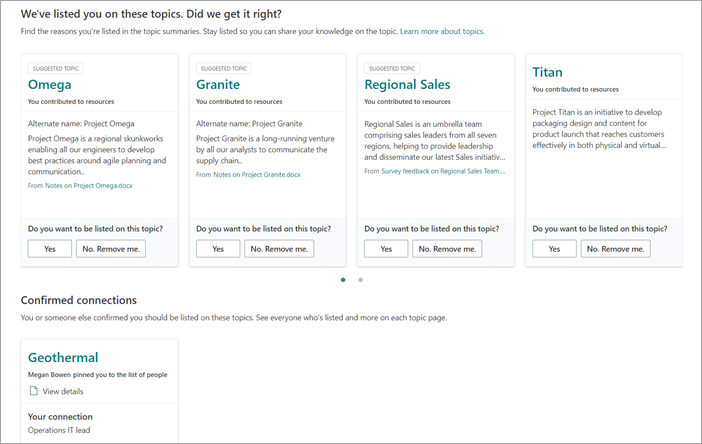 We've listed you on these topics. Did we get it right?
Find the reasons you're listed in the topic summaries. Stay listed so you can share your knowledge on the topic. Learn more about topics.
SUGGESTED TOPIC
Omega
You contributed to resources
Alternate name: Project Omega
Project Omega is a regional skunkworks
enabling all our engineers to develop
best practices around agile planning and
communication..
From Notes on Project Omega.docx
Do you want to be listed on this topic?
Yes
No. Remove me.
SUGGESTED TOPIC
Granite
You contributed to resources
Alternate name: Project Granite
Project Granite is a long-running venture
by all our analysts to communicate the
supply chain..
From Notes on Project Granite.docx
Do you want to be listed on this topic?
Yes
No. Remove me.
SUGGESTED TOPIC
Regional Sales
You contributed to resources
Regional Sales is an umbrella team
comprising sales leaders from all seven
regions, helping to provide leadership
and disseminate our latest Sales initiativ...
From Survey feedback on Regional Sales Team....
Do you want to be listed on this topic?
Yes
No. Remove me.
Titan
You contributed to resources
Project Titan is an initiative to develop
packaging design and content for
product launch that reaches customers
effectively in both physical and virtual...
Do you want to be listed on this topic?
Yes
No. Remove me.
Confirmed connections
You or someone else confirmed you should be listed on these topics. See everyone who's listed and more on each topic page.
Geothermal
Megan Bowen pinned you to the list of people
View details
Your connection
Operations IT lead